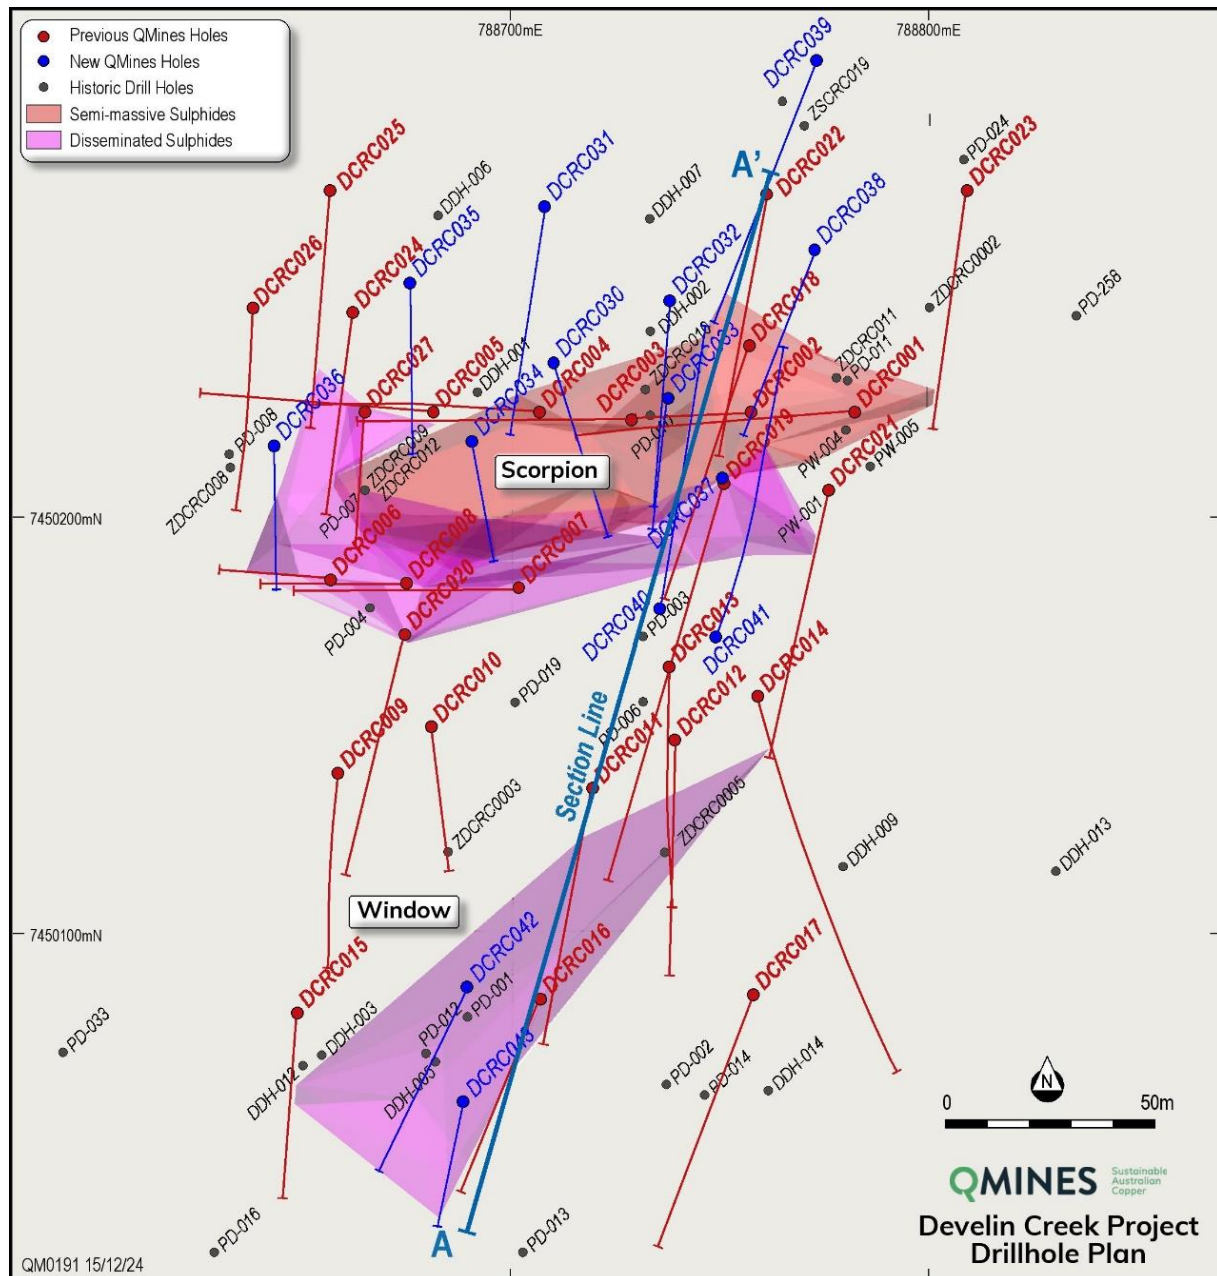 788700mE
788800mE
Previous QMines Holes
New QMines Holes
Historic Drill Holes
Semi-massive Sulphides
Disseminated Sulphides
DCRC039
ZSCRC019
PD-024
DCRC023
DCRC025
DDH-006
DCRC031
DDH-007
A'
DCRC022
DCRC038
DCRC035
DCRC026
DCRC024
DCRC032
DDH-002
ZDCRC0002
PD-258
DCRC018
DCRC030
DCRC027
DCRC005
DDH-001
DCRC034
DCRC004
DCRC003
ZDCRC010
DCRC033
DCRC002
ZDCRC011
PD-011
DCRC001
DCRC036
PD-008
ZDCRC008
ZDCRC009
ZDCRC012
PD-007
Scorpion
PD-010
DCRC019
PW-004
PW-005
DCRC021
PW-001
DCRC037
7450200mN
DCRC006
DCRC008
DCRC007
DCRC020
PD-004
DCRC040
PD-003
DCRC041
DCRC013
DCRC014
DCRC012
PD-019
DCRC010
DCRC009
PD-006
DCRC011
Section Line
ZDCRC0003
ZDCRC0005
DDH-009
DDH-013
Window
7450100mN
DCRC042
DCRC015
DCRC016
DCRC017
PD-001
PD-012
PD-033
DDH-003
DDH-012
DDH-005
DCRC043
PD-002
PD-014
DDH-014
N
0
50m
PD-016
PD-013
A
QMINES
Sustainable
Australian
Copper
Develin Creek Project
Drillhole Plan
QM0191 15/12/24